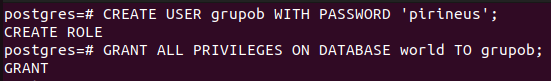 postgres=# CREATE USER grupob WITH PASSWORD 'pirineus';
CREATE ROLE
postgres=# GRANT ALL PRIVILEGES ON DATABASE world TO grupob;
GRANT